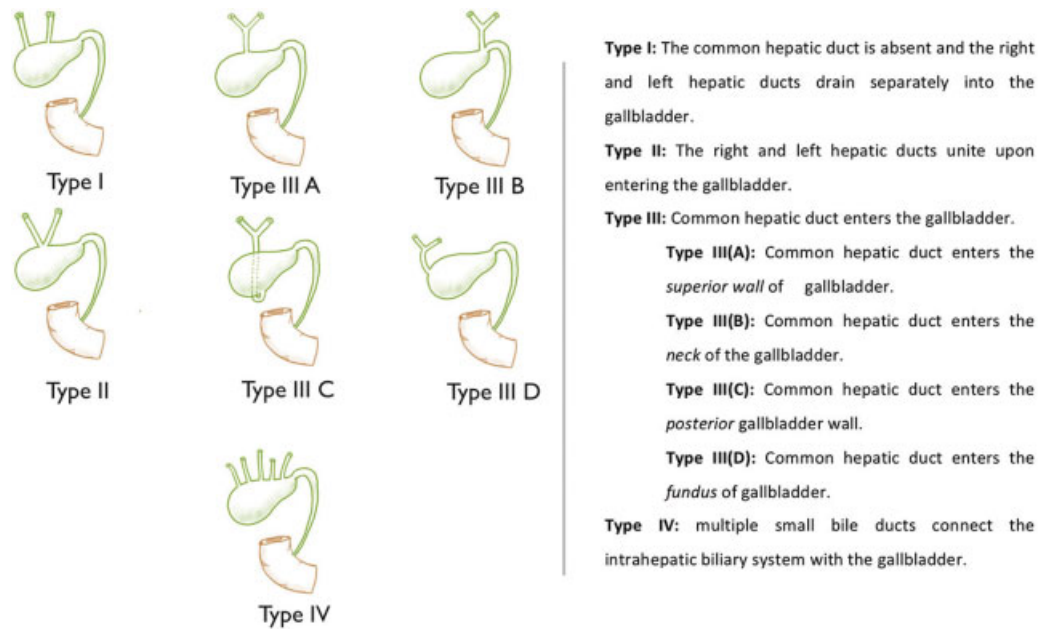 Type I
Type III A
Type III B
Type II
Type III C
Type III D
Type IV
Type I: The common hepatic duct is absent and the right
and left hepatic ducts drain separately into the
gallbladder.
Type II: The right and left hepatic ducts unite upon
entering the gallbladder.
Type III: Common hepatic duct enters the gallbladder.
Type III(A): Common hepatic duct enters the
superior wall of gallbladder.
Type III(B): Common hepatic duct enters the
neck of the gallbladder.
Type III(C): Common hepatic duct enters the
posterior gallbladder wall.
Type III(D): Common hepatic duct enters the
fundus of gallbladder.
Type IV: multiple small bile ducts connect the
intrahepatic biliary system with the gallbladder.